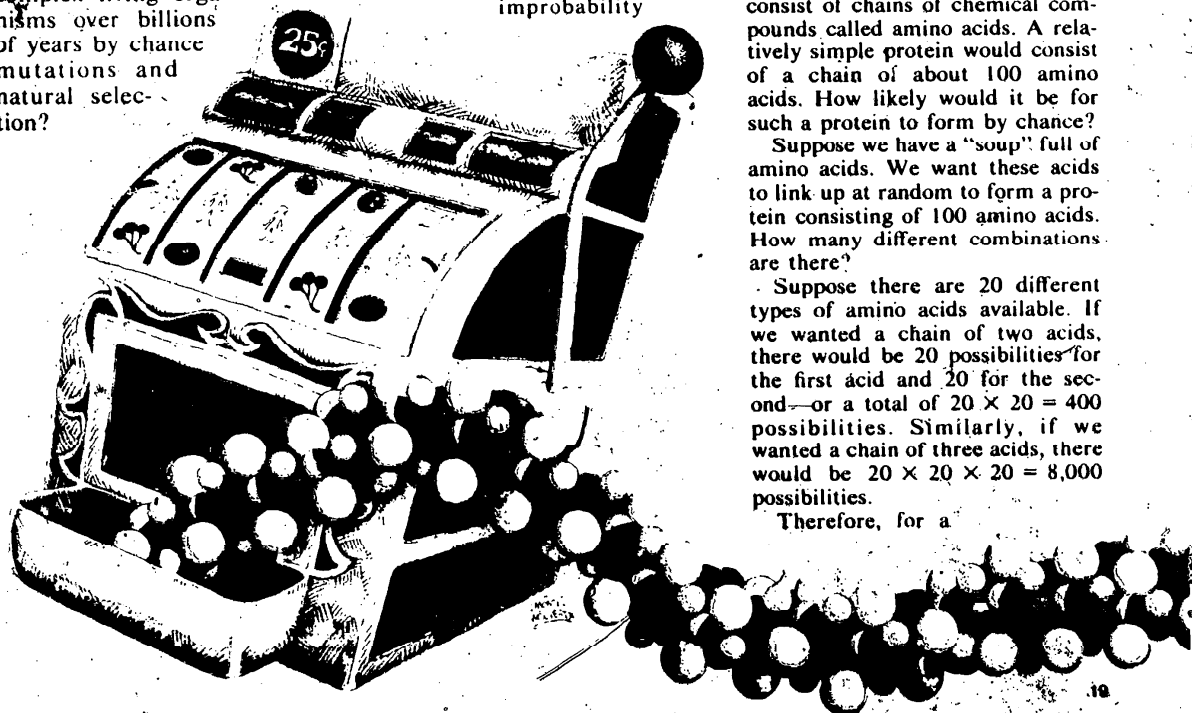 nisms over billions
of years by chance
mutations and
natural selec-
tion?
improbability
25¢
consist of chains of chemical com-
pounds called amino acids. A rela-
tively simple protein would consist
of a chain of about 100 amino
acids. How likely would it be for
such a protein to form by chance?
Suppose we have a "soup" full of
amino acids. We want these acids
to link up at random to form a pro-
tein consisting of 100 amino acids.
How many different combinations
are there?
Suppose there are 20 different
types of amino acids available. If
we wanted a chain of two acids,
there would be 20 possibilities for
the first acid and 20 for the sec-
ond—or a total of 20 × 20 = 400
possibilities. Similarly, if we
wanted a chain of three acids, there
would be 20 × 20 × 20 = 8,000
possibilities.
Therefore, for a
19